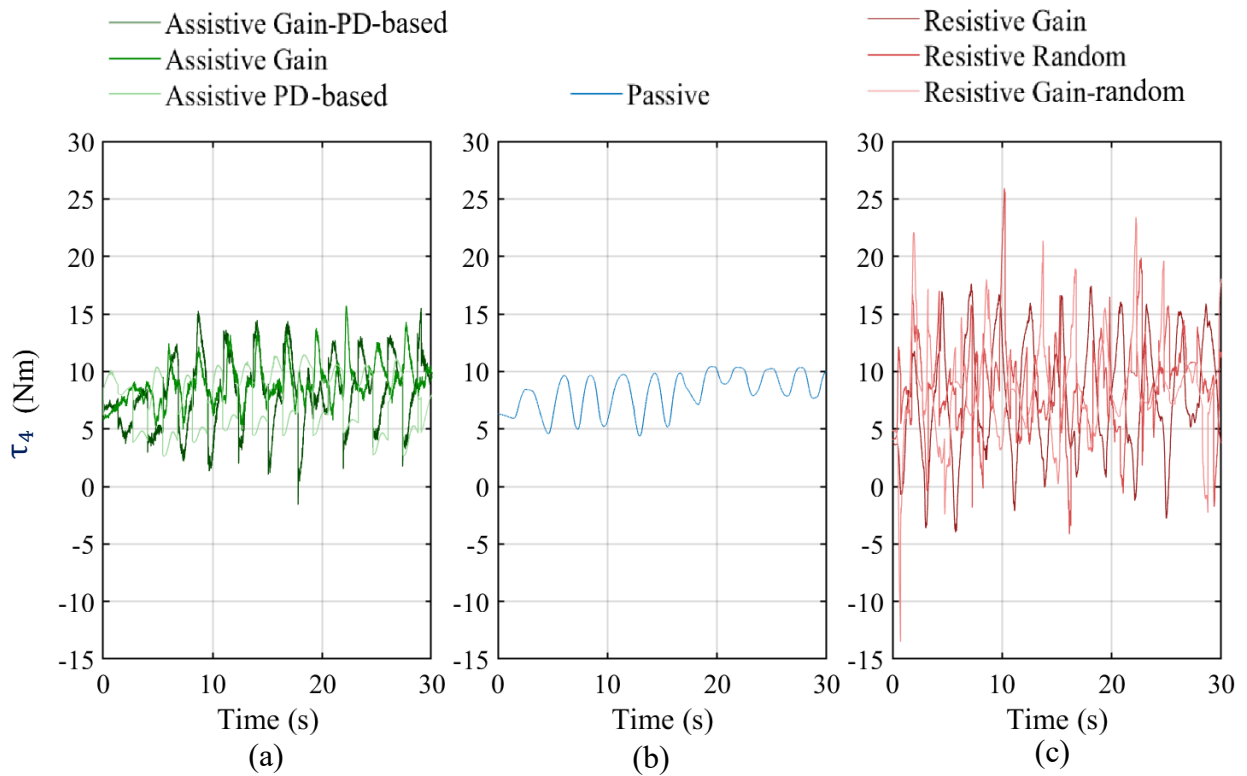 Assistive Gain-PD-based
Assistive Gain
Assistive PD-based
Passive
Resistive Gain
Resistive Random
Resistive Gain-random
τ4 (Nm)
30
25
20
15
10
5
0
-5
-10
-15
0 10 20 30
Time (s)
(a)
30
25
20
15
10
5
0
-5
-10
-15
0 10 20 30
Time (s)
(b)
30
25
20
15
10
5
0
-5
-10
-15
0 10 20 30
Time (s)
(c)